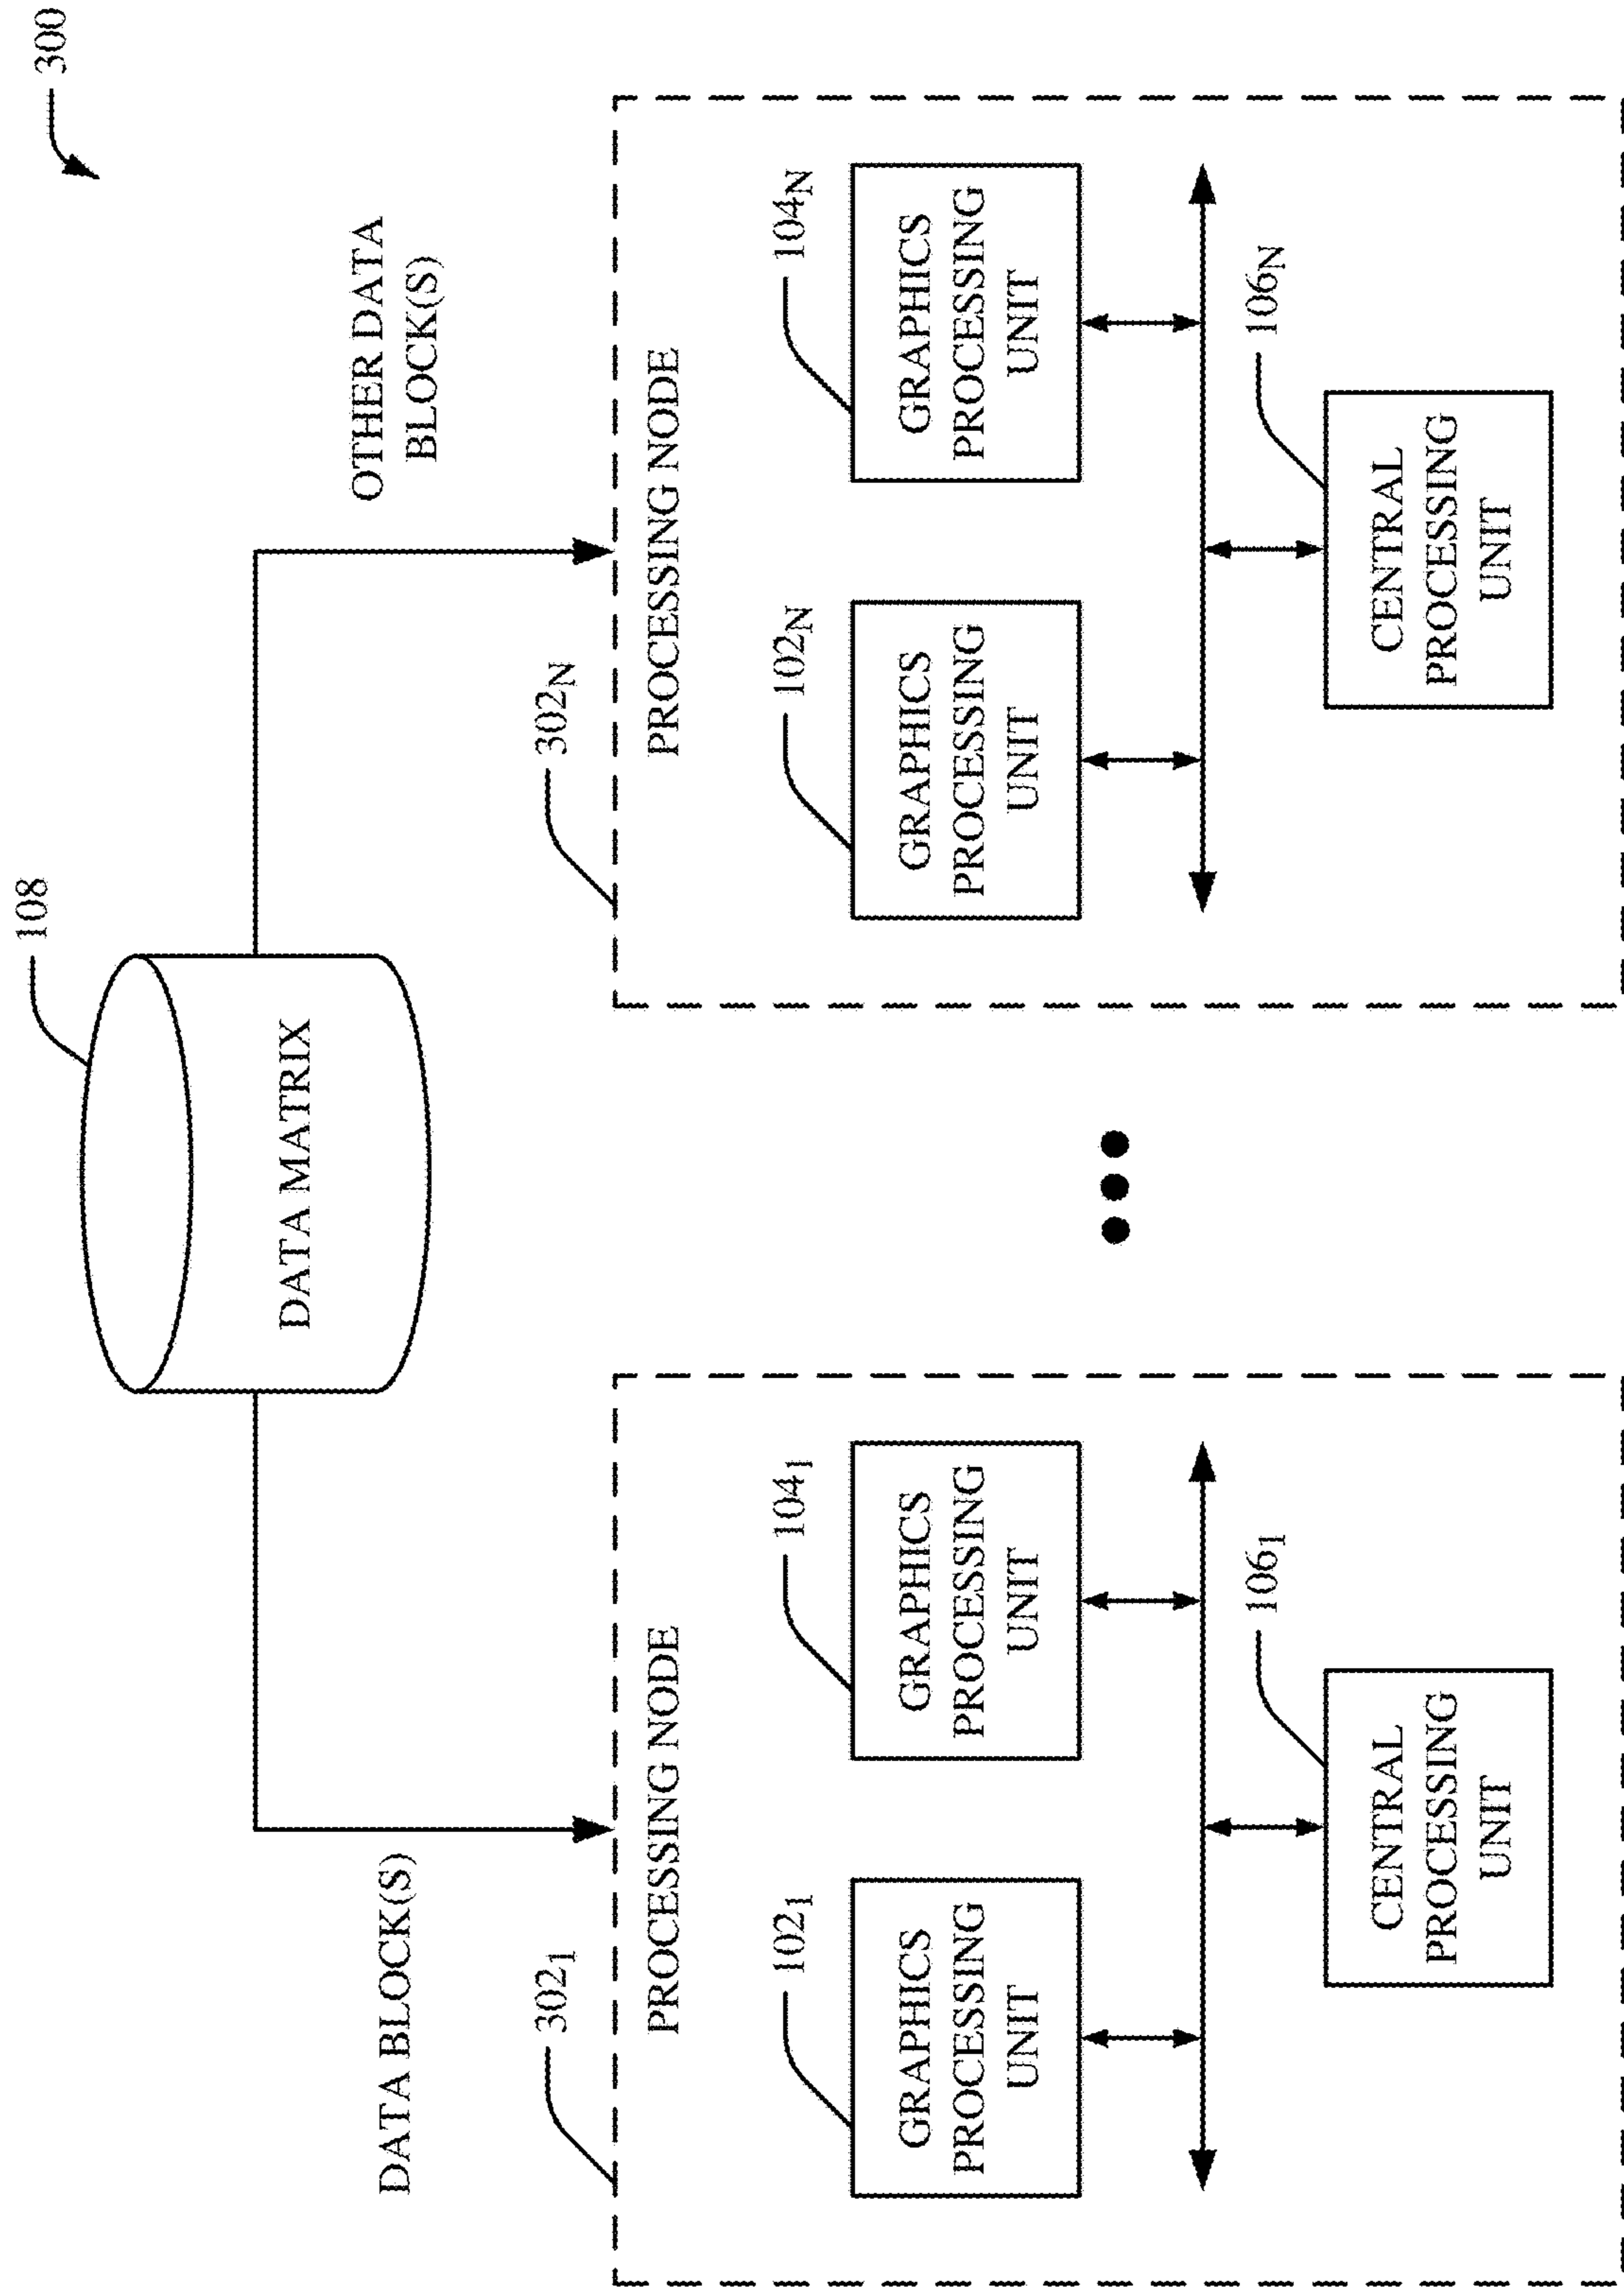 300
108
DATA MATRIX
DATA BLOCK(S)
OTHER DATA
BLOCK(S)
302₁
PROCESSING NODE
102₁
GRAPHICS
PROCESSING
UNIT
104₁
GRAPHICS
PROCESSING
UNIT
106₁
CENTRAL
PROCESSING
UNIT
302ₙ
PROCESSING NODE
102ₙ
GRAPHICS
PROCESSING
UNIT
104ₙ
GRAPHICS
PROCESSING
UNIT
106ₙ
CENTRAL
PROCESSING
UNIT